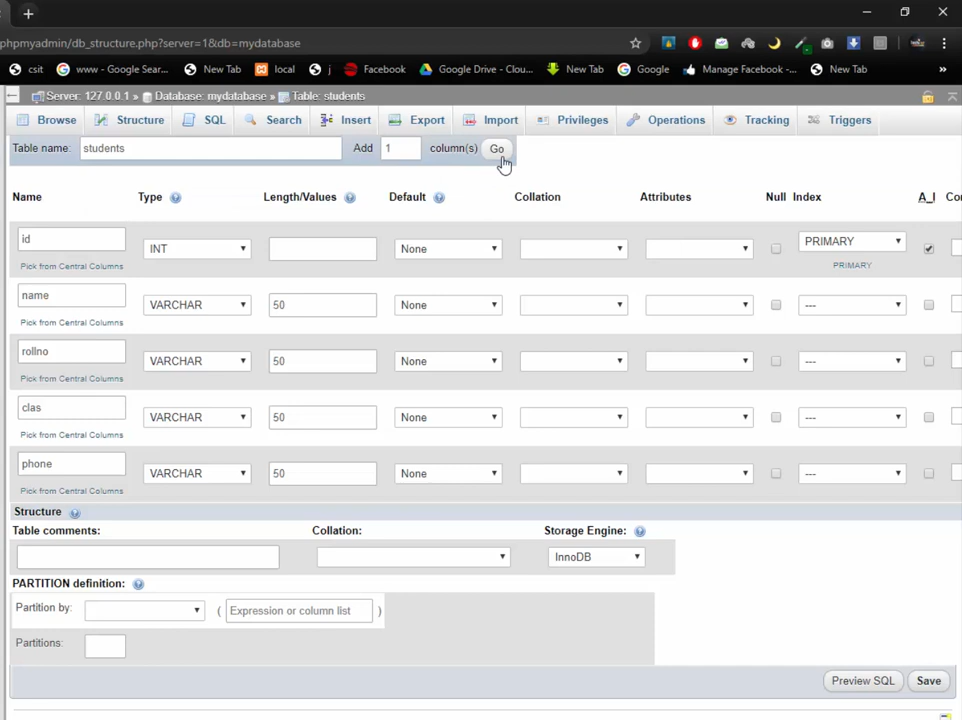 phpmyadmin/db_structure.php?server=1&db=mydatabase
csit www - Google Sear... New Tab local j Facebook Google Drive - Clou... New Tab Google Manage Facebook -... New Tab »
Server: 127.0.0.1 » Database: mydatabase » Table: students
Browse Structure SQL Search Insert Export Import Privileges Operations Tracking Triggers
Table name: students Add 1 column(s) Go
Name Type Length/Values Default Collation Attributes Null Index A_I Co
id INT None PRIMARY
Pick from Central Columns PRIMARY
name VARCHAR 50 None ---
Pick from Central Columns
rollno VARCHAR 50 None ---
Pick from Central Columns
clas VARCHAR 50 None ---
Pick from Central Columns
phone VARCHAR 50 None ---
Pick from Central Columns
Structure
Table comments: Collation: Storage Engine:
InnoDB
PARTITION definition:
Partition by: ( Expression or column list )
Partitions:
Preview SQL Save